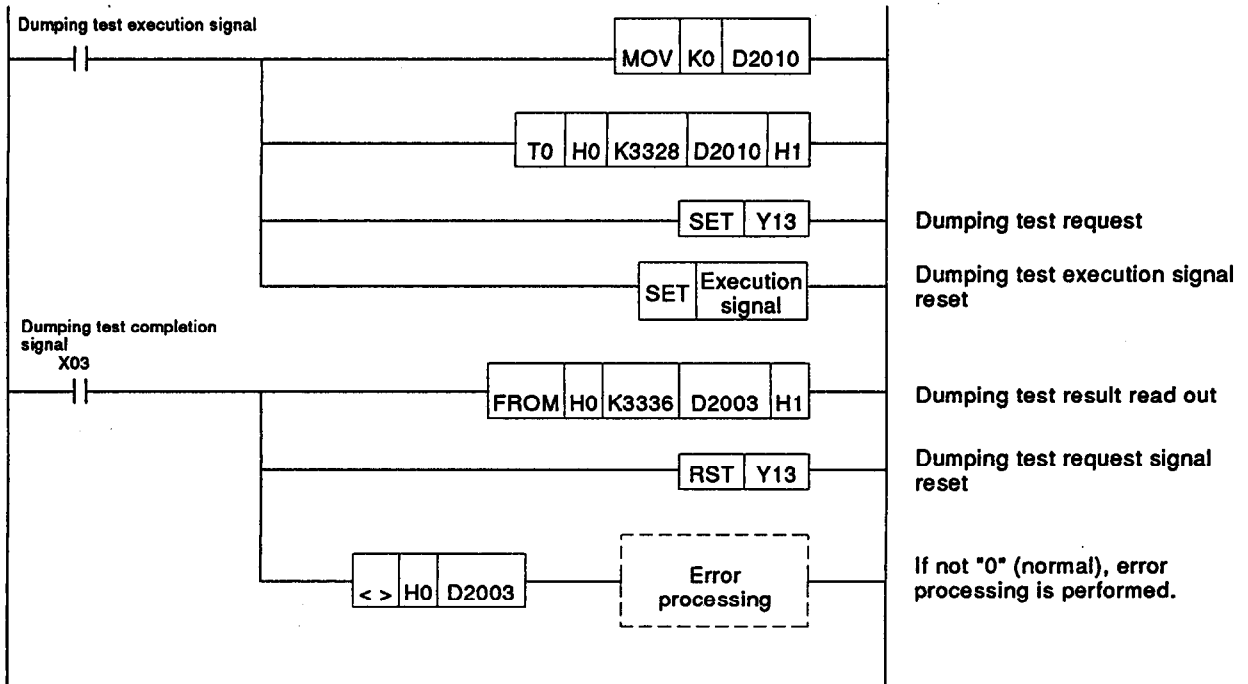 Dumping test execution signal
MOV K0 D2010
T0 H0 K3328 D2010 H1
SET Y13
Dumping test request
SET Execution signal
Dumping test execution signal
reset
Dumping test completion
signal
X03
FROM H0 K3336 D2003 H1
Dumping test result read out
RST Y13
Dumping test request signal
reset
< > H0 D2003
Error
processing
If not "0" (normal), error
processing is performed.